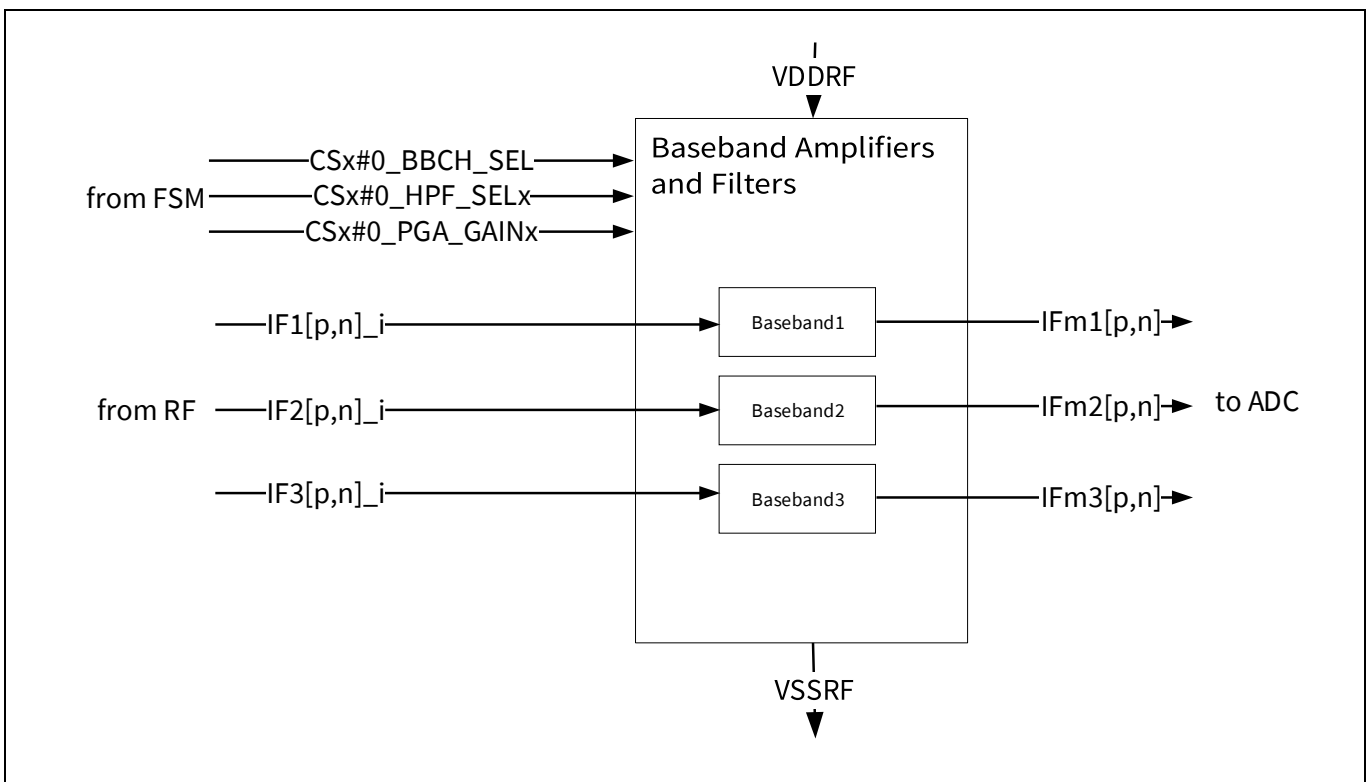 VDDRF
Baseband Amplifiers
and Filters
CSx#0_BBCH_SEL
from FSM
CSx#0_HPF_SELx
CSx#0_PGA_GAINx
IF1[p,n]_i
Baseband1
IFm1[p,n]
from RF
IF2[p,n]_i
Baseband2
IFm2[p,n]
to ADC
IF3[p,n]_i
Baseband3
IFm3[p,n]
VSSRF